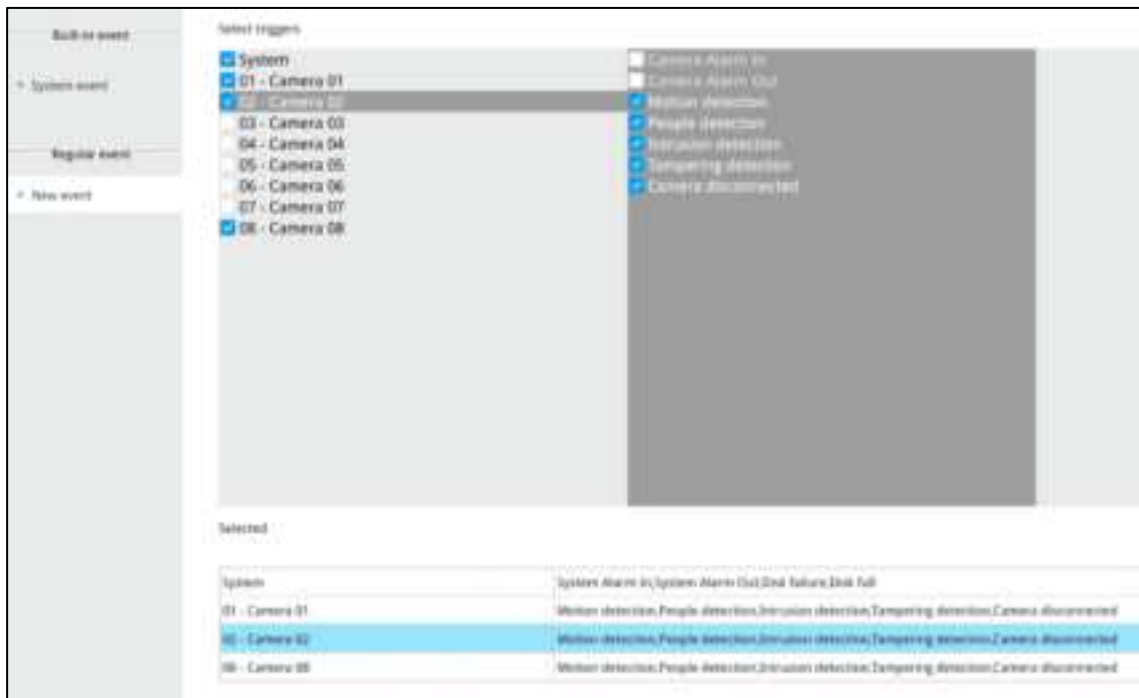 Built-in event
+ System event
Regular event
+ New event
Select triggers
System
01 - Camera 01
02 - Camera 02
03 - Camera 03
04 - Camera 04
05 - Camera 05
06 - Camera 06
07 - Camera 07
08 - Camera 08
Camera Alarm In
Camera Alarm Out
Motion detection
People detection
Intrusion detection
Tampering detection
Camera disconnected
Selected
System System Alarm In,System Alarm Out,Disk failure,Disk full
01 - Camera 01 Motion detection,People detection,Intrusion detection,Tampering detection,Camera disconnected
02 - Camera 02 Motion detection,People detection,Intrusion detection,Tampering detection,Camera disconnected
08 - Camera 08 Motion detection,People detection,Intrusion detection,Tampering detection,Camera disconnected